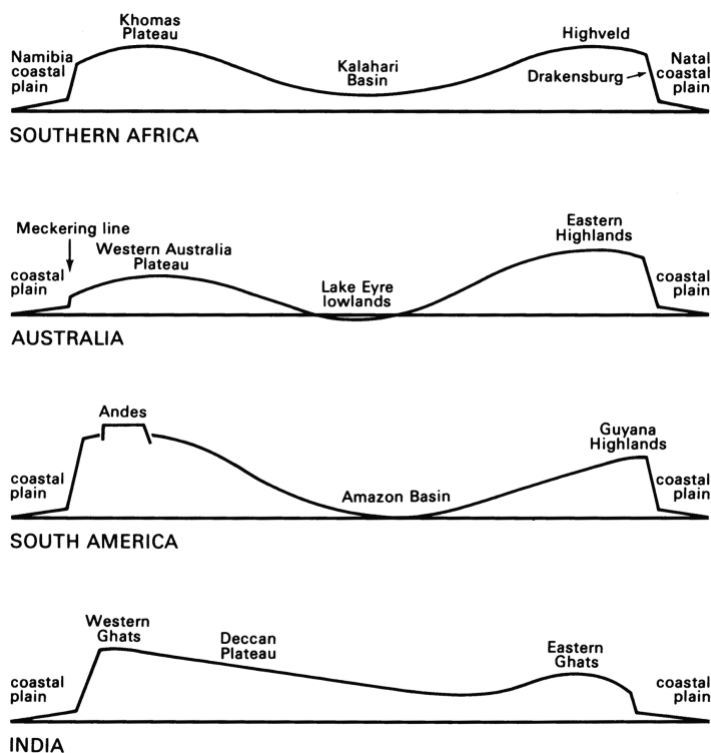 Khomas
Plateau
Highveld
Namibia
coastal
plain
Kalahari
Basin
Drakensburg
Natal
coastal
plain
SOUTHERN AFRICA
Meckering line
Western Australia
Plateau
Eastern
Highlands
coastal
plain
Lake Eyre
lowlands
coastal
plain
AUSTRALIA
Andes
Guyana
Highlands
coastal
plain
Amazon Basin
coastal
plain
SOUTH AMERICA
Western
Ghats
Deccan
Plateau
Eastern
Ghats
coastal
plain
coastal
plain
INDIA